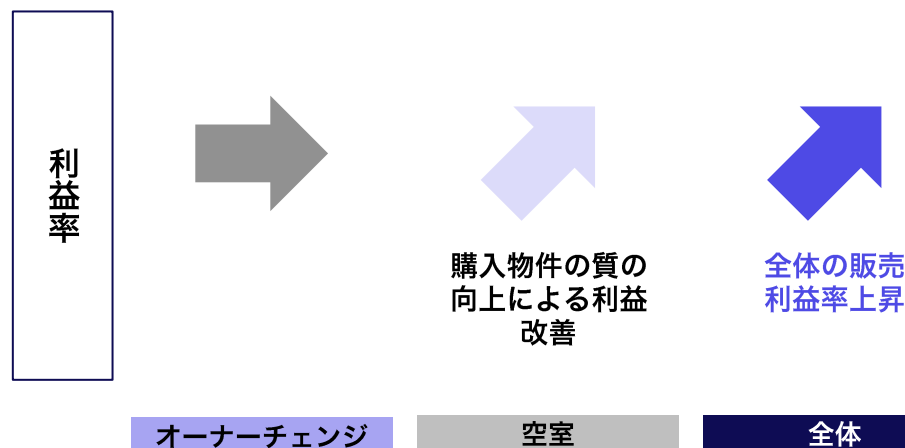 利益率
購入物件の質の
向上による利益
改善
全体の販売
利益率上昇
オーナーチェンジ
空室
全体